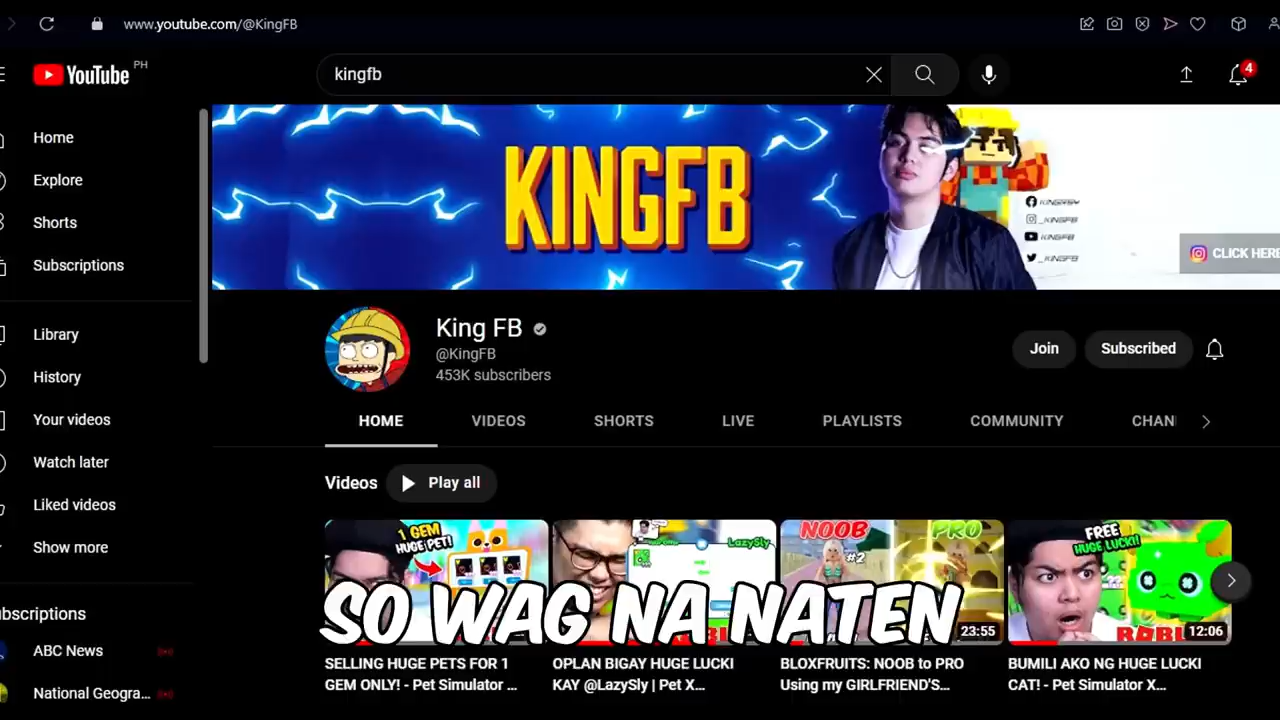 www.youtube.com/@KingFB
YouTube PH
kingfb
4
Home
Explore
Shorts
Subscriptions
Library
History
Your videos
Watch later
Liked videos
Show more
ubscriptions
ABC News
National Geogra...
KINGFB
_KINGFB
KINGFB
_KINGFB
CLICK HERE
King FB
@KingFB
453K subscribers
Join
Subscribed
HOME
VIDEOS
SHORTS
LIVE
PLAYLISTS
COMMUNITY
CHAN
Videos
Play all
1 GEM
HUGE PET!
LazySly
NOOB
PRO
#2
FREE
HUGE LUCKI!
SO WAG NA NATEN
23:55
12:06
SELLING HUGE PETS FOR 1
GEM ONLY! - Pet Simulator ...
OPLAN BIGAY HUGE LUCKI
KAY @LazySly | Pet X...
BLOXFRUITS: NOOB to PRO
Using my GIRLFRIEND'S...
BUMILI AKO NG HUGE LUCKI
CAT! - Pet Simulator X...